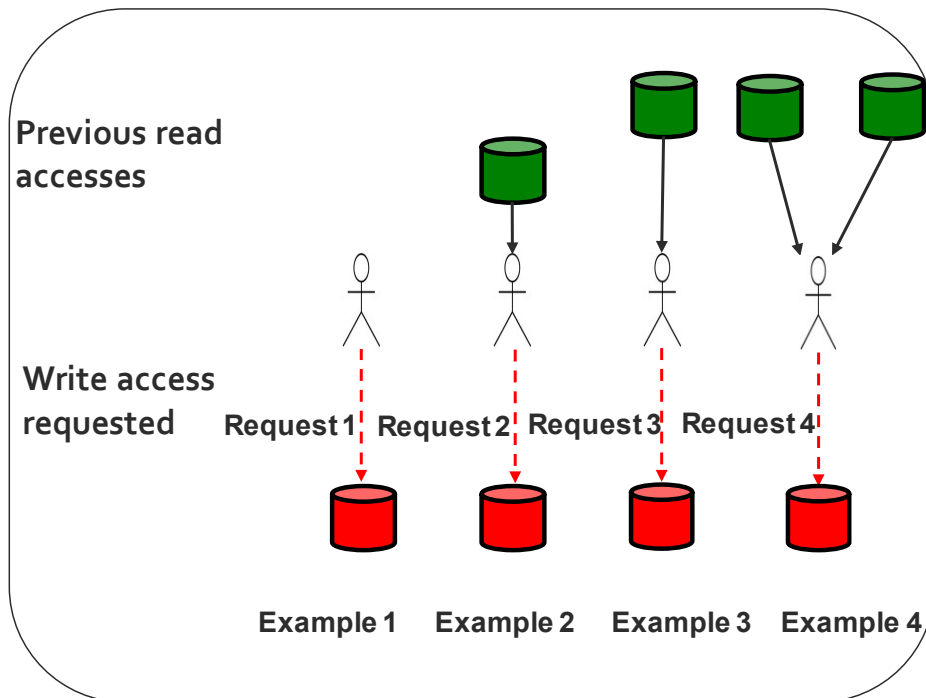 Previous read
accesses
Write access
requested
Request 1 Request 2 Request 3 Request 4
Example 1 Example 2 Example 3 Example 4